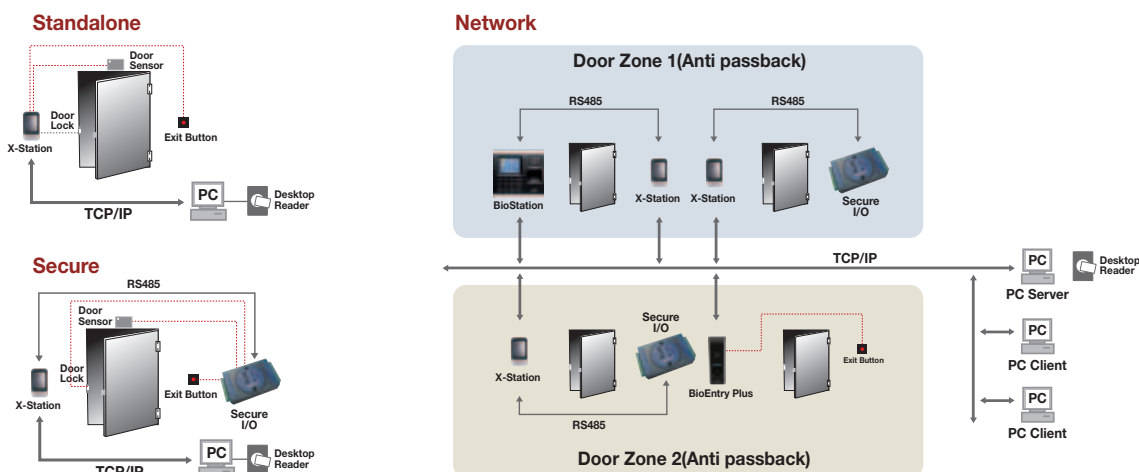 Standalone
Door
Sensor
Door
Lock
X-Station
Exit Button
PC
Desktop
Reader
TCP/IP
Secure
RS485
Door
Sensor
Door
Lock
X-Station
Exit Button
Secure
I/O
PC
Desktop
Reader
TCP/IP
Network
Door Zone 1(Anti passback)
RS485
RS485
BioStation
X-Station
X-Station
Secure
I/O
TCP/IP
PC
Desktop
Reader
PC Server
PC
PC Client
PC
PC Client
Secure
I/O
X-Station
BioEntry Plus
Exit Button
RS485
Door Zone 2(Anti passback)